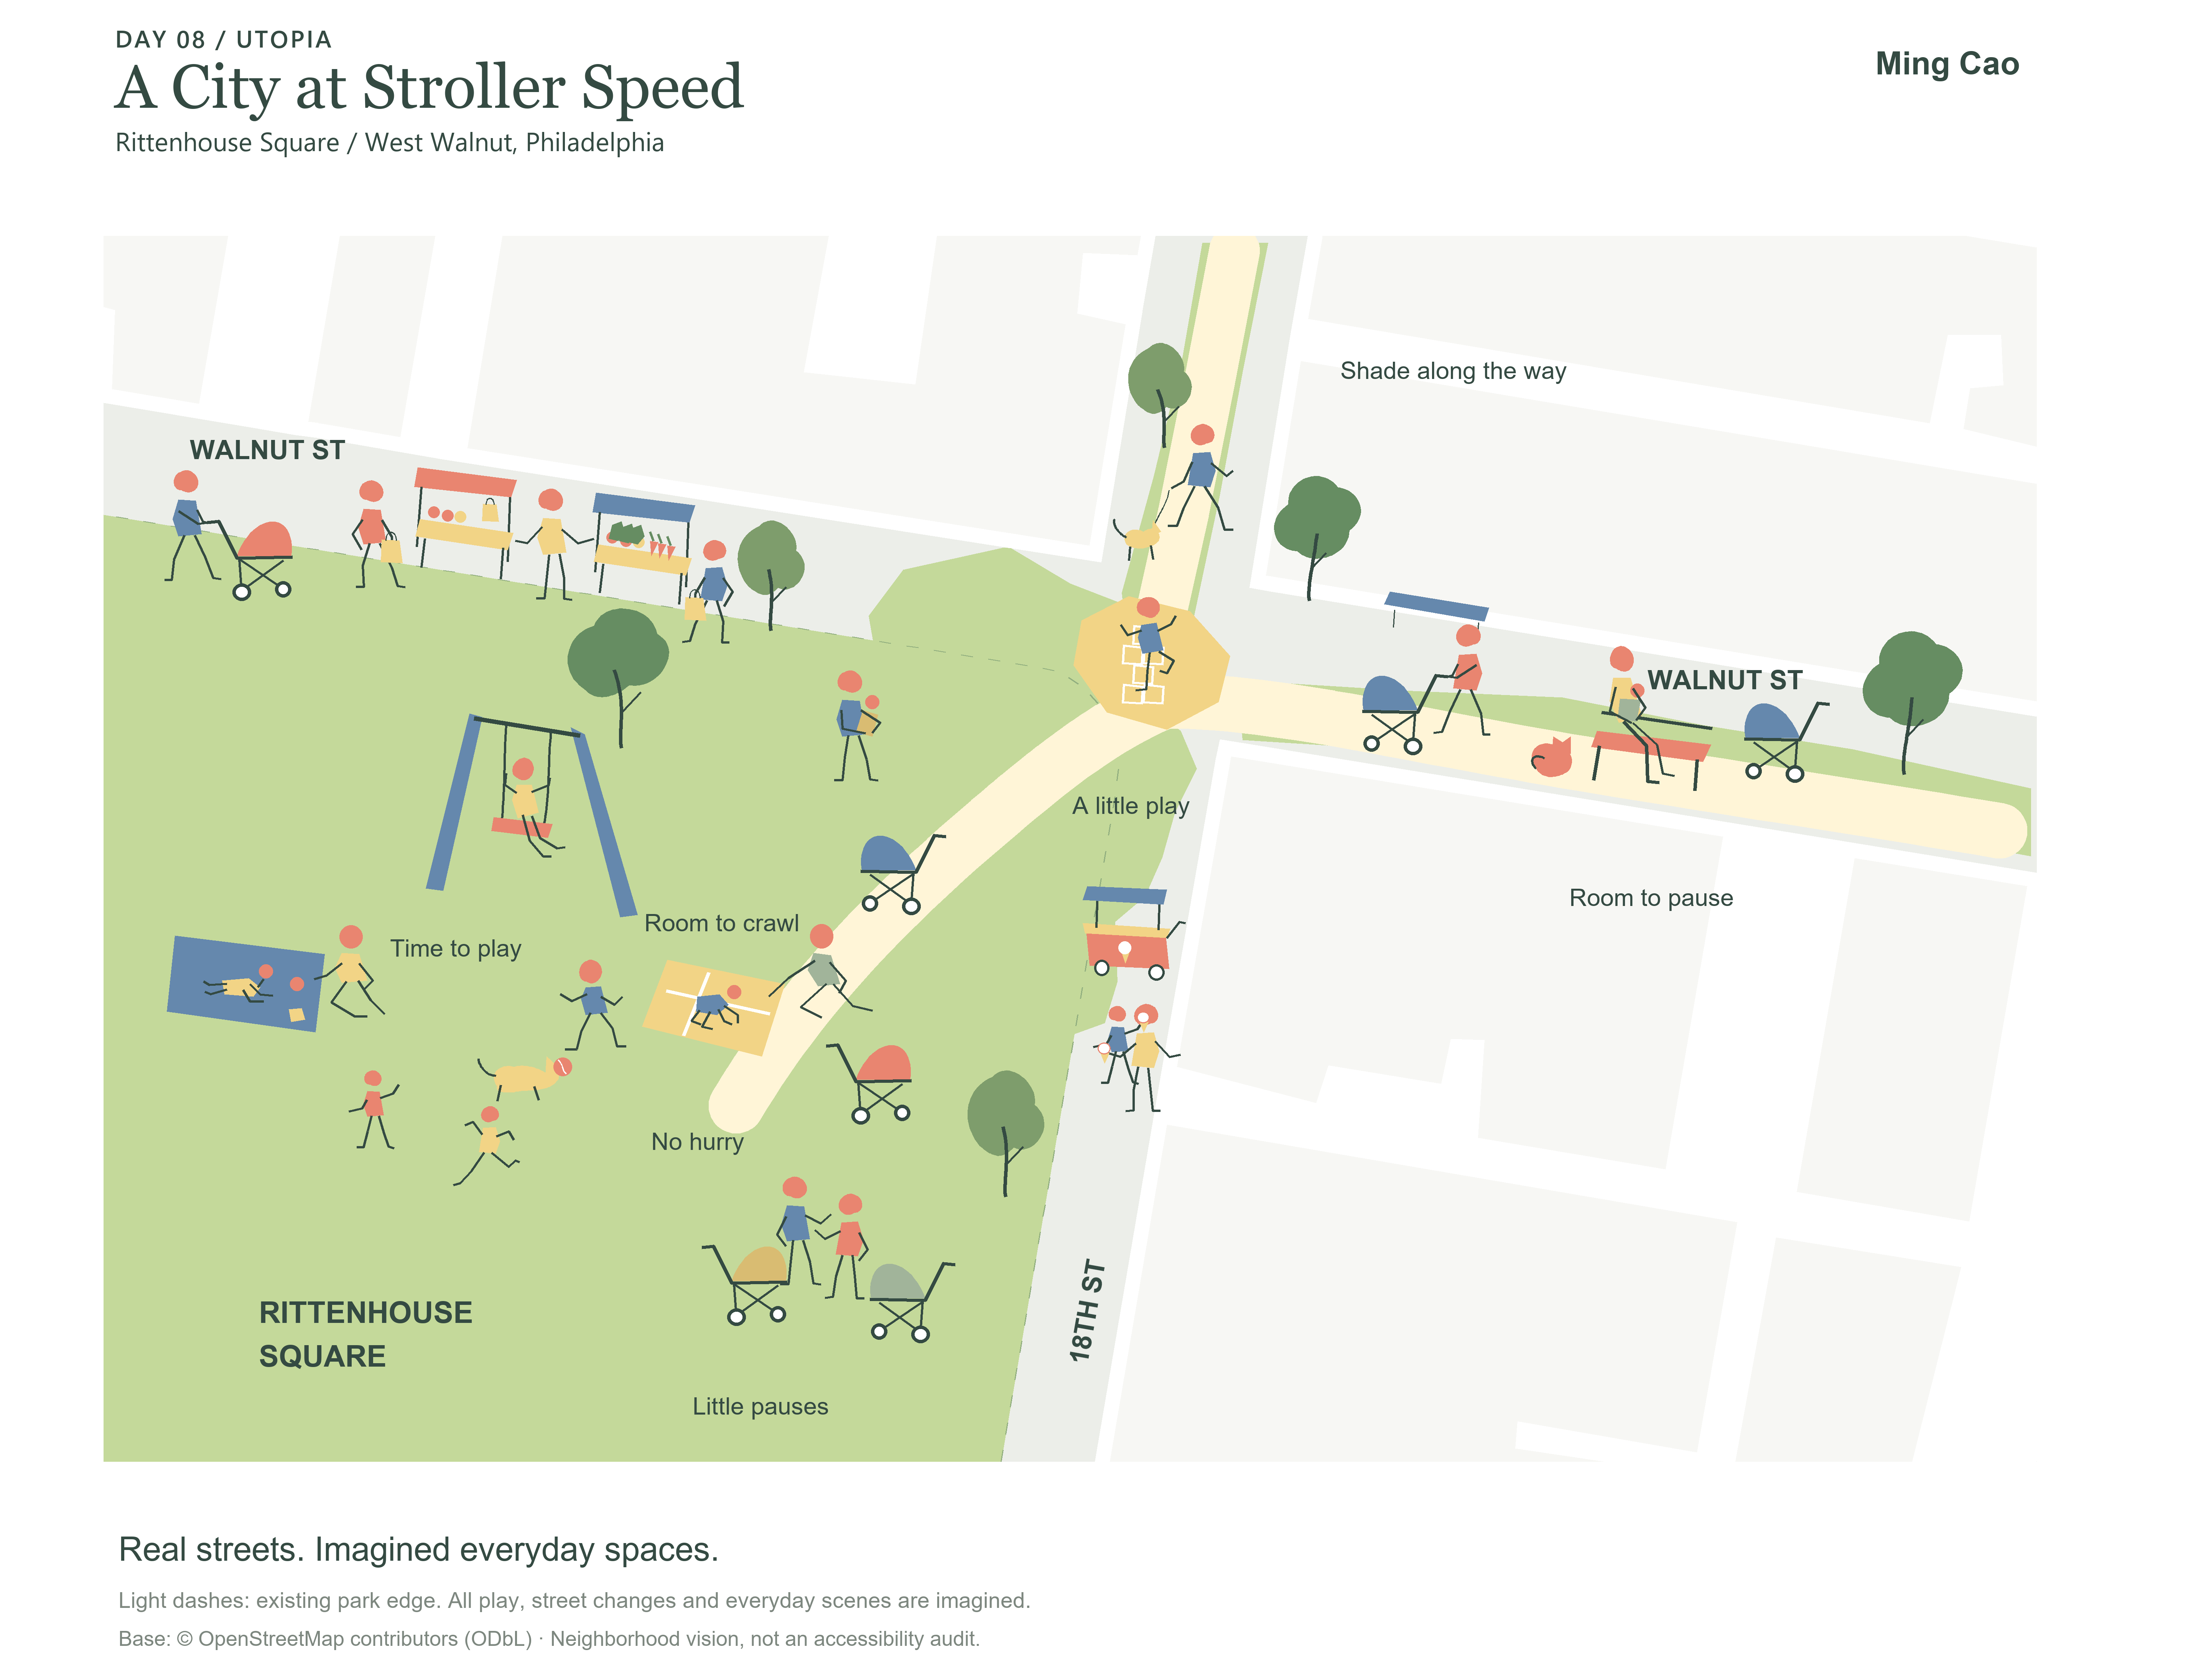 DAY 08 / UTOPIA
A City at Stroller Speed
Rittenhouse Square / West Walnut, Philadelphia
Ming Cao
Shade along the way
WALNUT ST
WALNUT ST
A little play
Room to pause
Room to crawl
Time to play
No hurry
18TH ST
RITTENHOUSE
SQUARE
Little pauses
Real streets. Imagined everyday spaces.
Light dashes: existing park edge. All play, street changes and everyday scenes are imagined.
Base: © OpenStreetMap contributors (ODbL) · Neighborhood vision, not an accessibility audit.